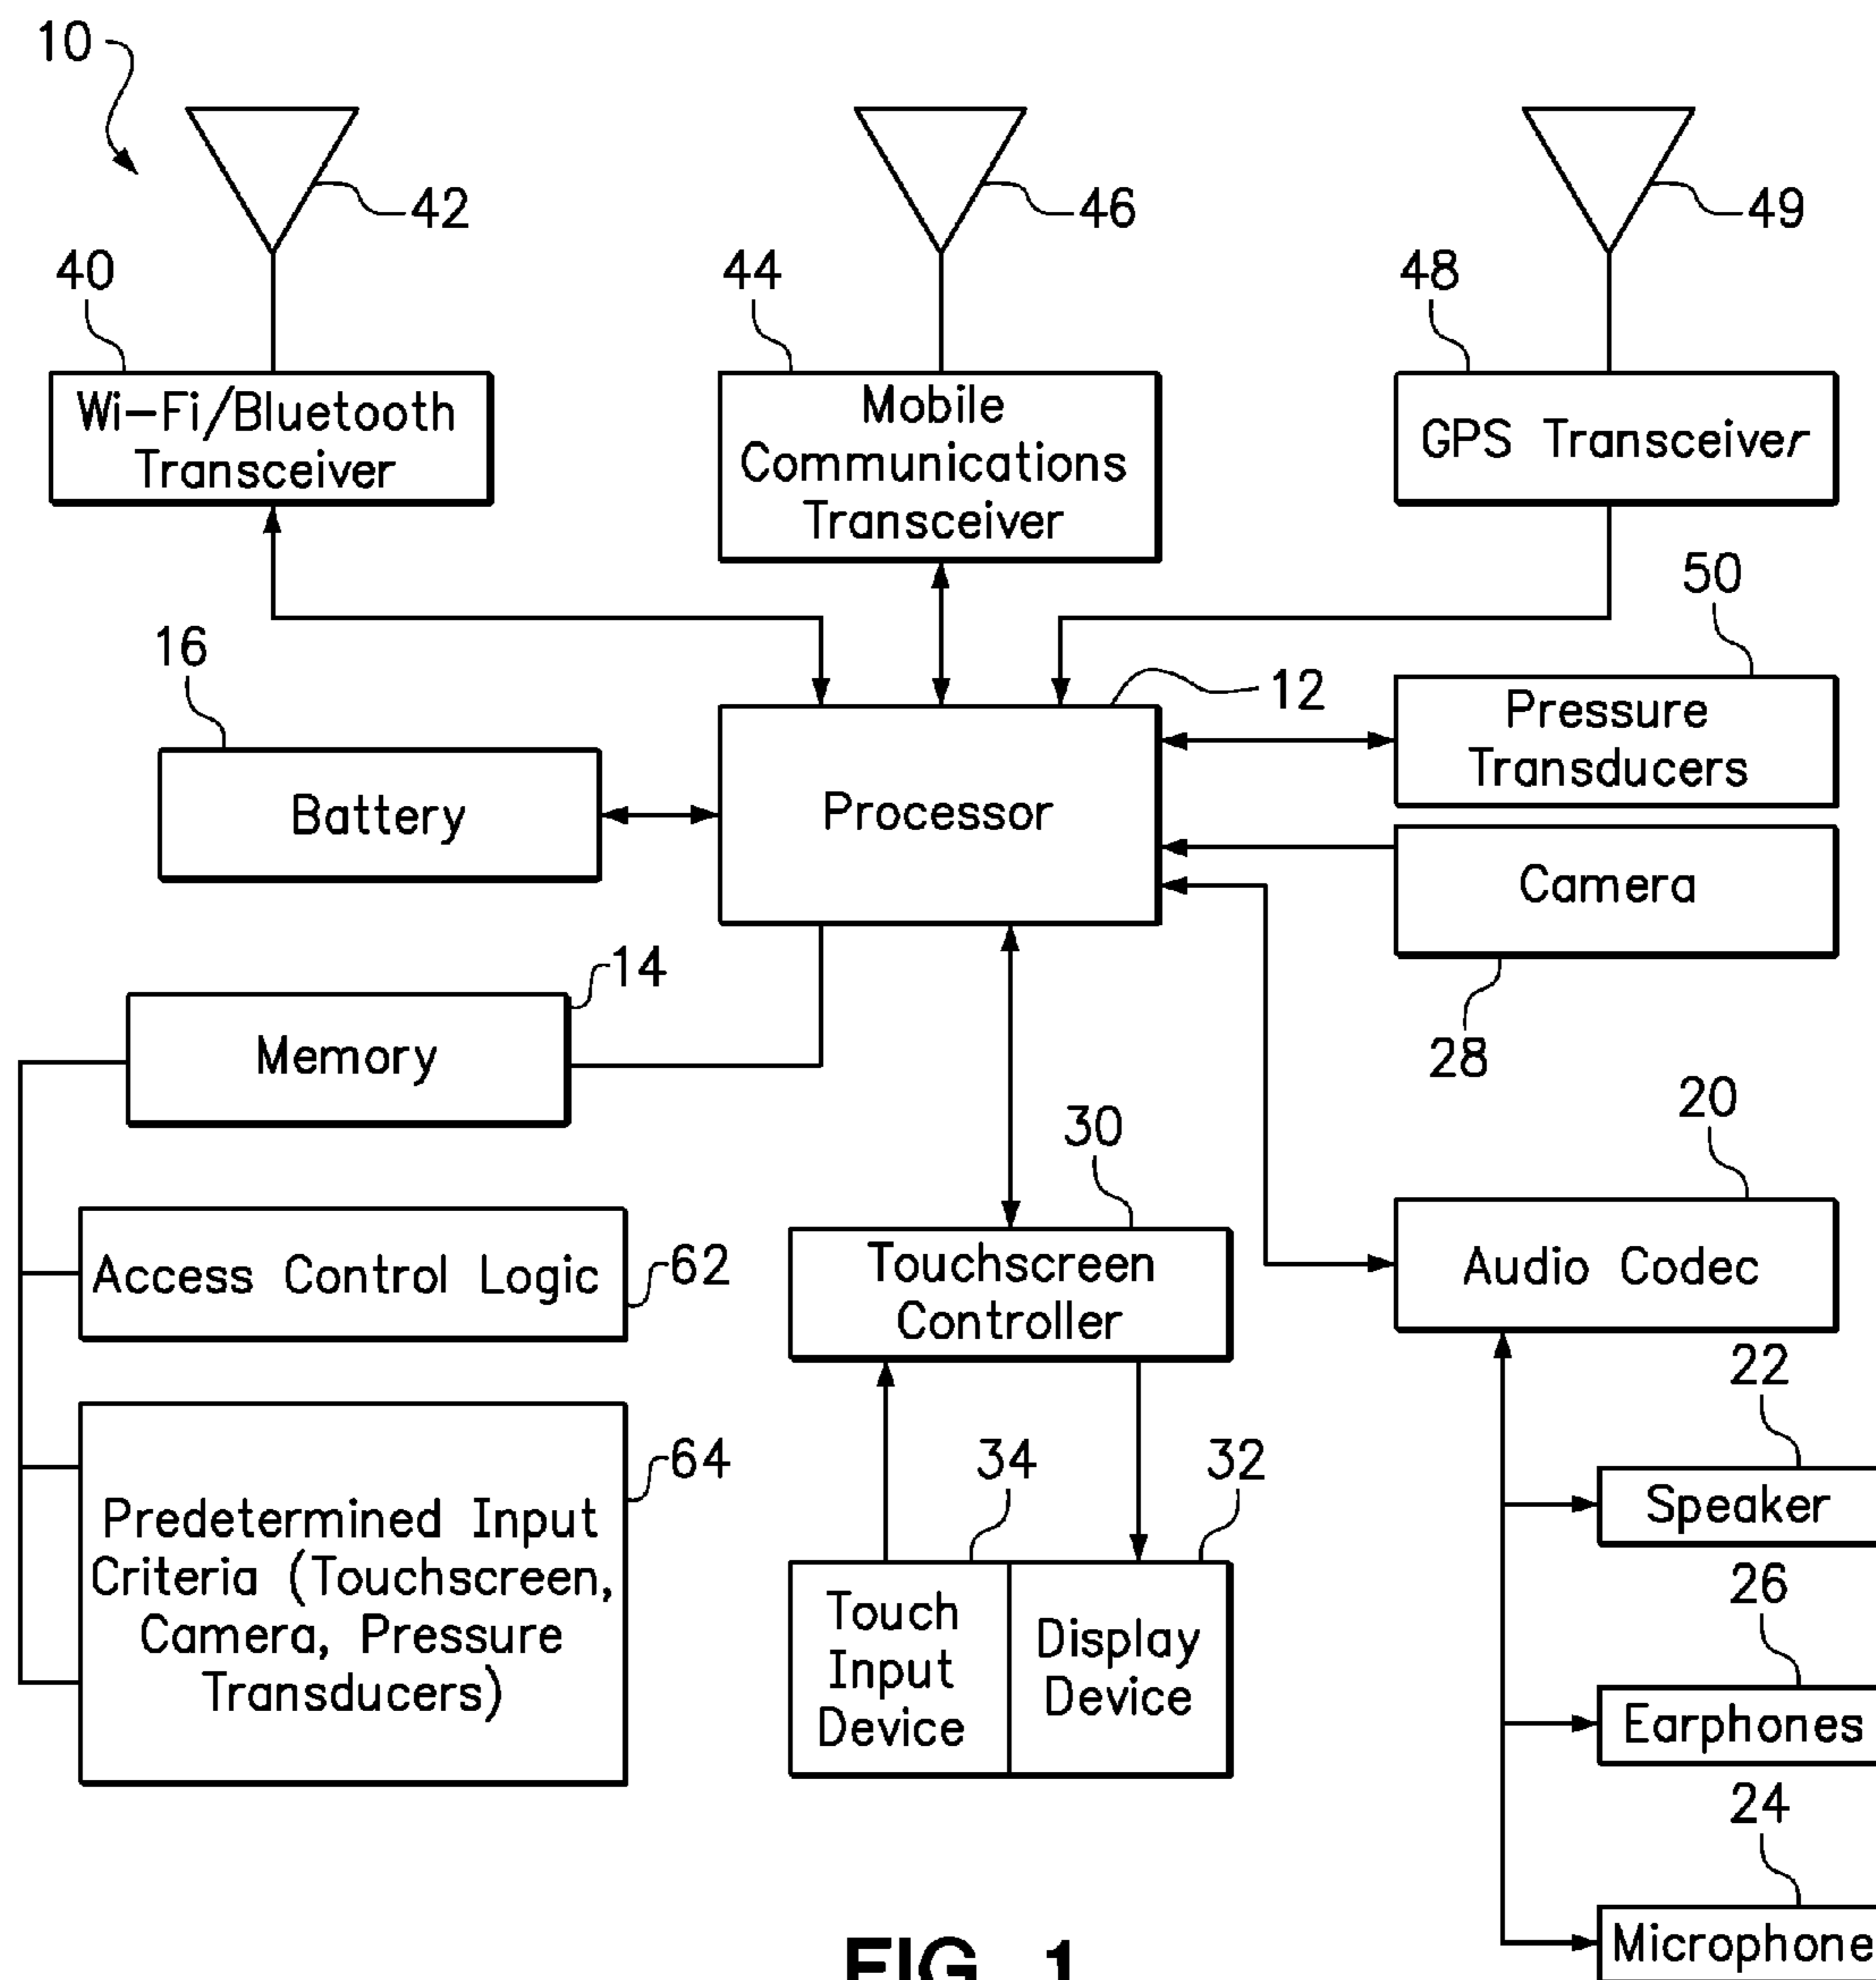 10
42
46
49
40
44
48
Wi-Fi/Bluetooth
Transceiver
Mobile
Communications
Transceiver
GPS Transceiver
50
16
12
Pressure
Transducers
Battery
Processor
Camera
14
Memory
28
20
30
Access Control Logic
62
Touchscreen
Controller
Audio Codec
22
64
34
32
Speaker
Predetermined Input
Criteria (Touchscreen,
Camera, Pressure
Transducers)
Touch
Input
Device
Display
Device
26
Earphones
24
Microphone
FIG. 1